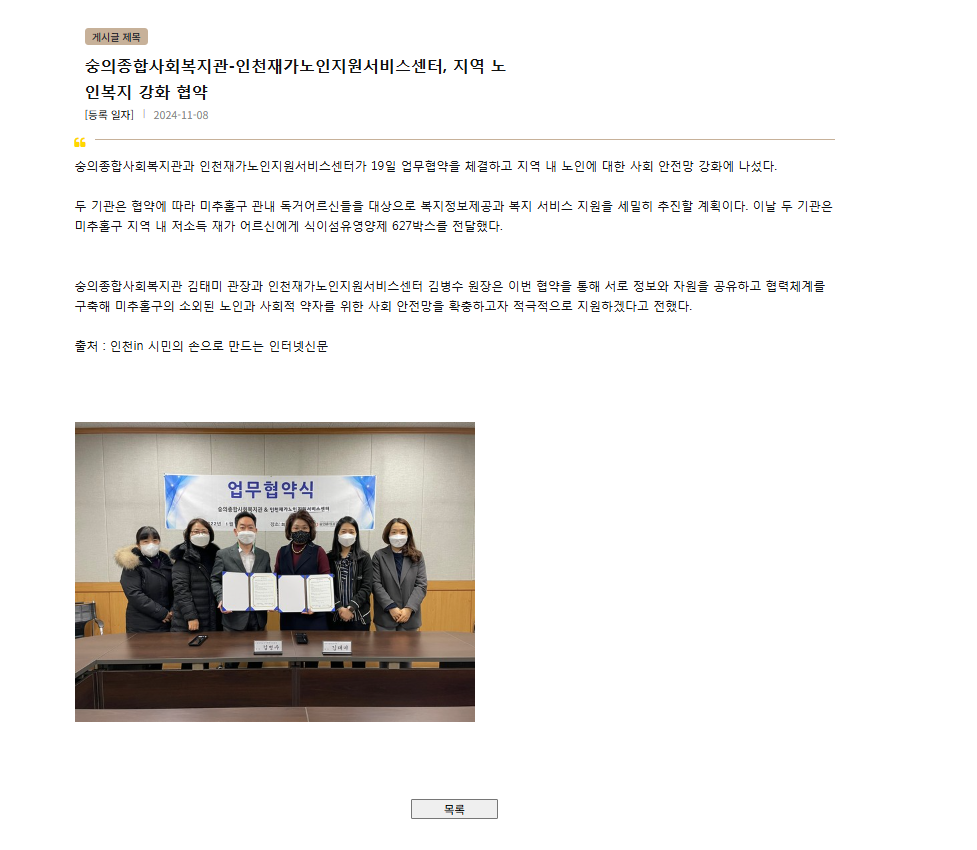 게시글 제목
숭의종합사회복지관-인천재가노인지원서비스센터, 지역 노
인복지 강화 협약
[등록 일자] | 2024-11-08
숭의종합사회복지관과 인천재가노인지원서비스센터가 19일 업무협약을 체결하고 지역 내 노인에 대한 사회 안전망 강화에 나섰다.
두 기관은 협약에 따라 미추홀구 관내 독거어르신들을 대상으로 복지정보제공과 복지 서비스 지원을 세밀히 추진할 계획이다. 이날 두 기관은
미추홀구 지역 내 저소득 재가 어르신에게 식이섬유영양제 627박스를 전달했다.
숭의종합사회복지관 김태미 관장과 인천재가노인지원서비스센터 김병수 원장은 이번 협약을 통해 서로 정보와 자원을 공유하고 협력체계를
구축해 미추홀구의 소외된 노인과 사회적 약자를 위한 사회 안전망을 확충하고자 적극적으로 지원하겠다고 전했다.
출처 : 인천in 시민의 손으로 만드는 인터넷신문
업무협약식
숭의종합사회복지관 & 인천재가노인지원서비스센터
목록